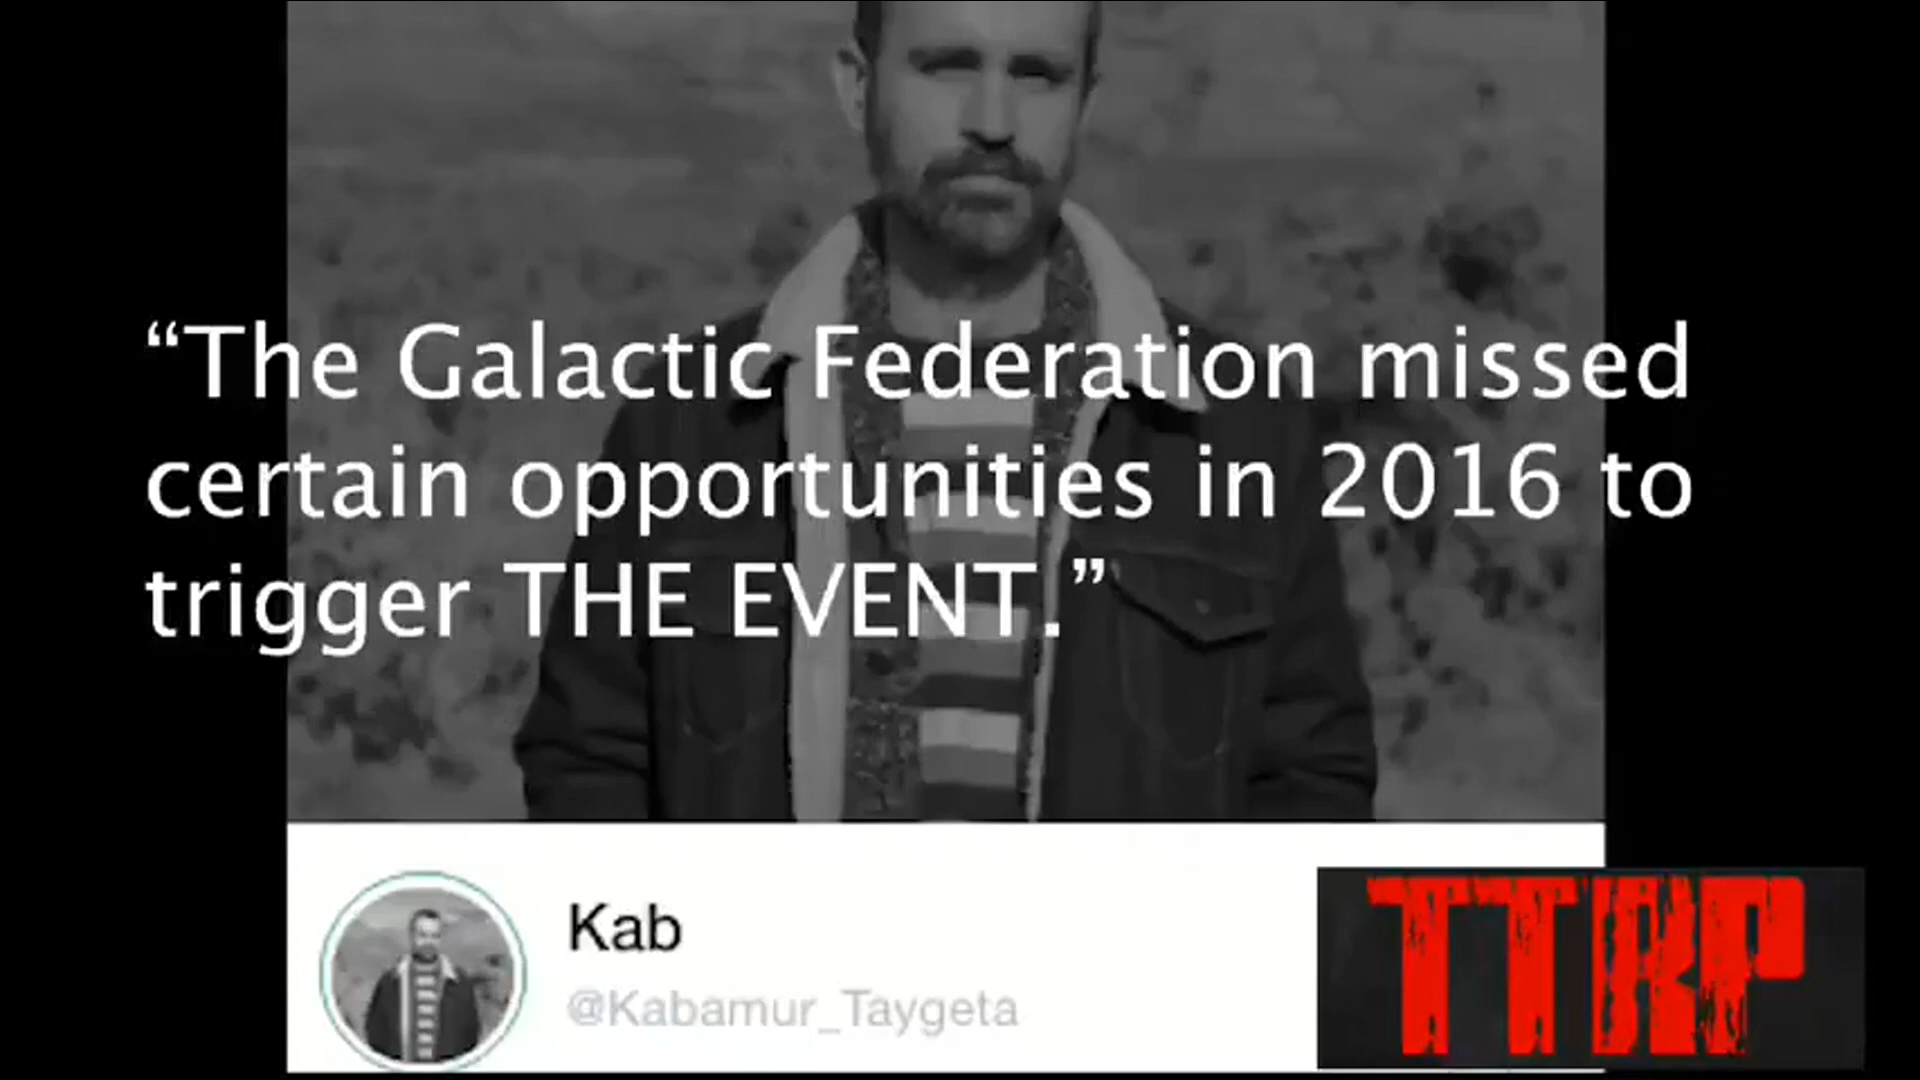 “The Galactic Federation missed
certain opportunities in 2016 to
trigger THE EVENT.”
Kab
@Kabamur_Taygeta
TTRP